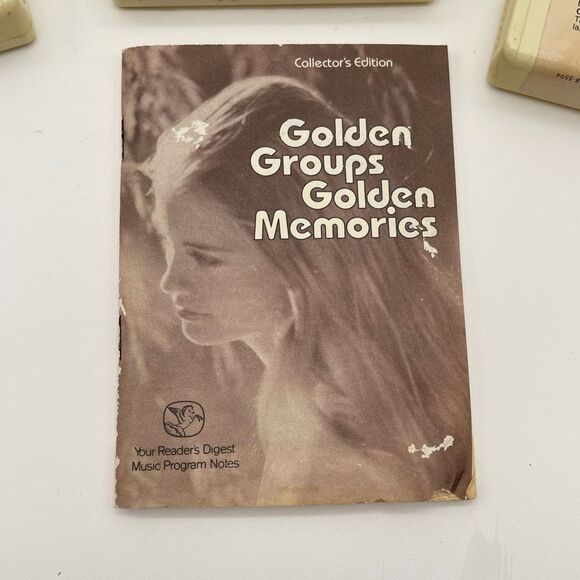 Collector's Edition
Golden
Groups
Golden
Memories
Your Reader's Digest
Music Program Notes